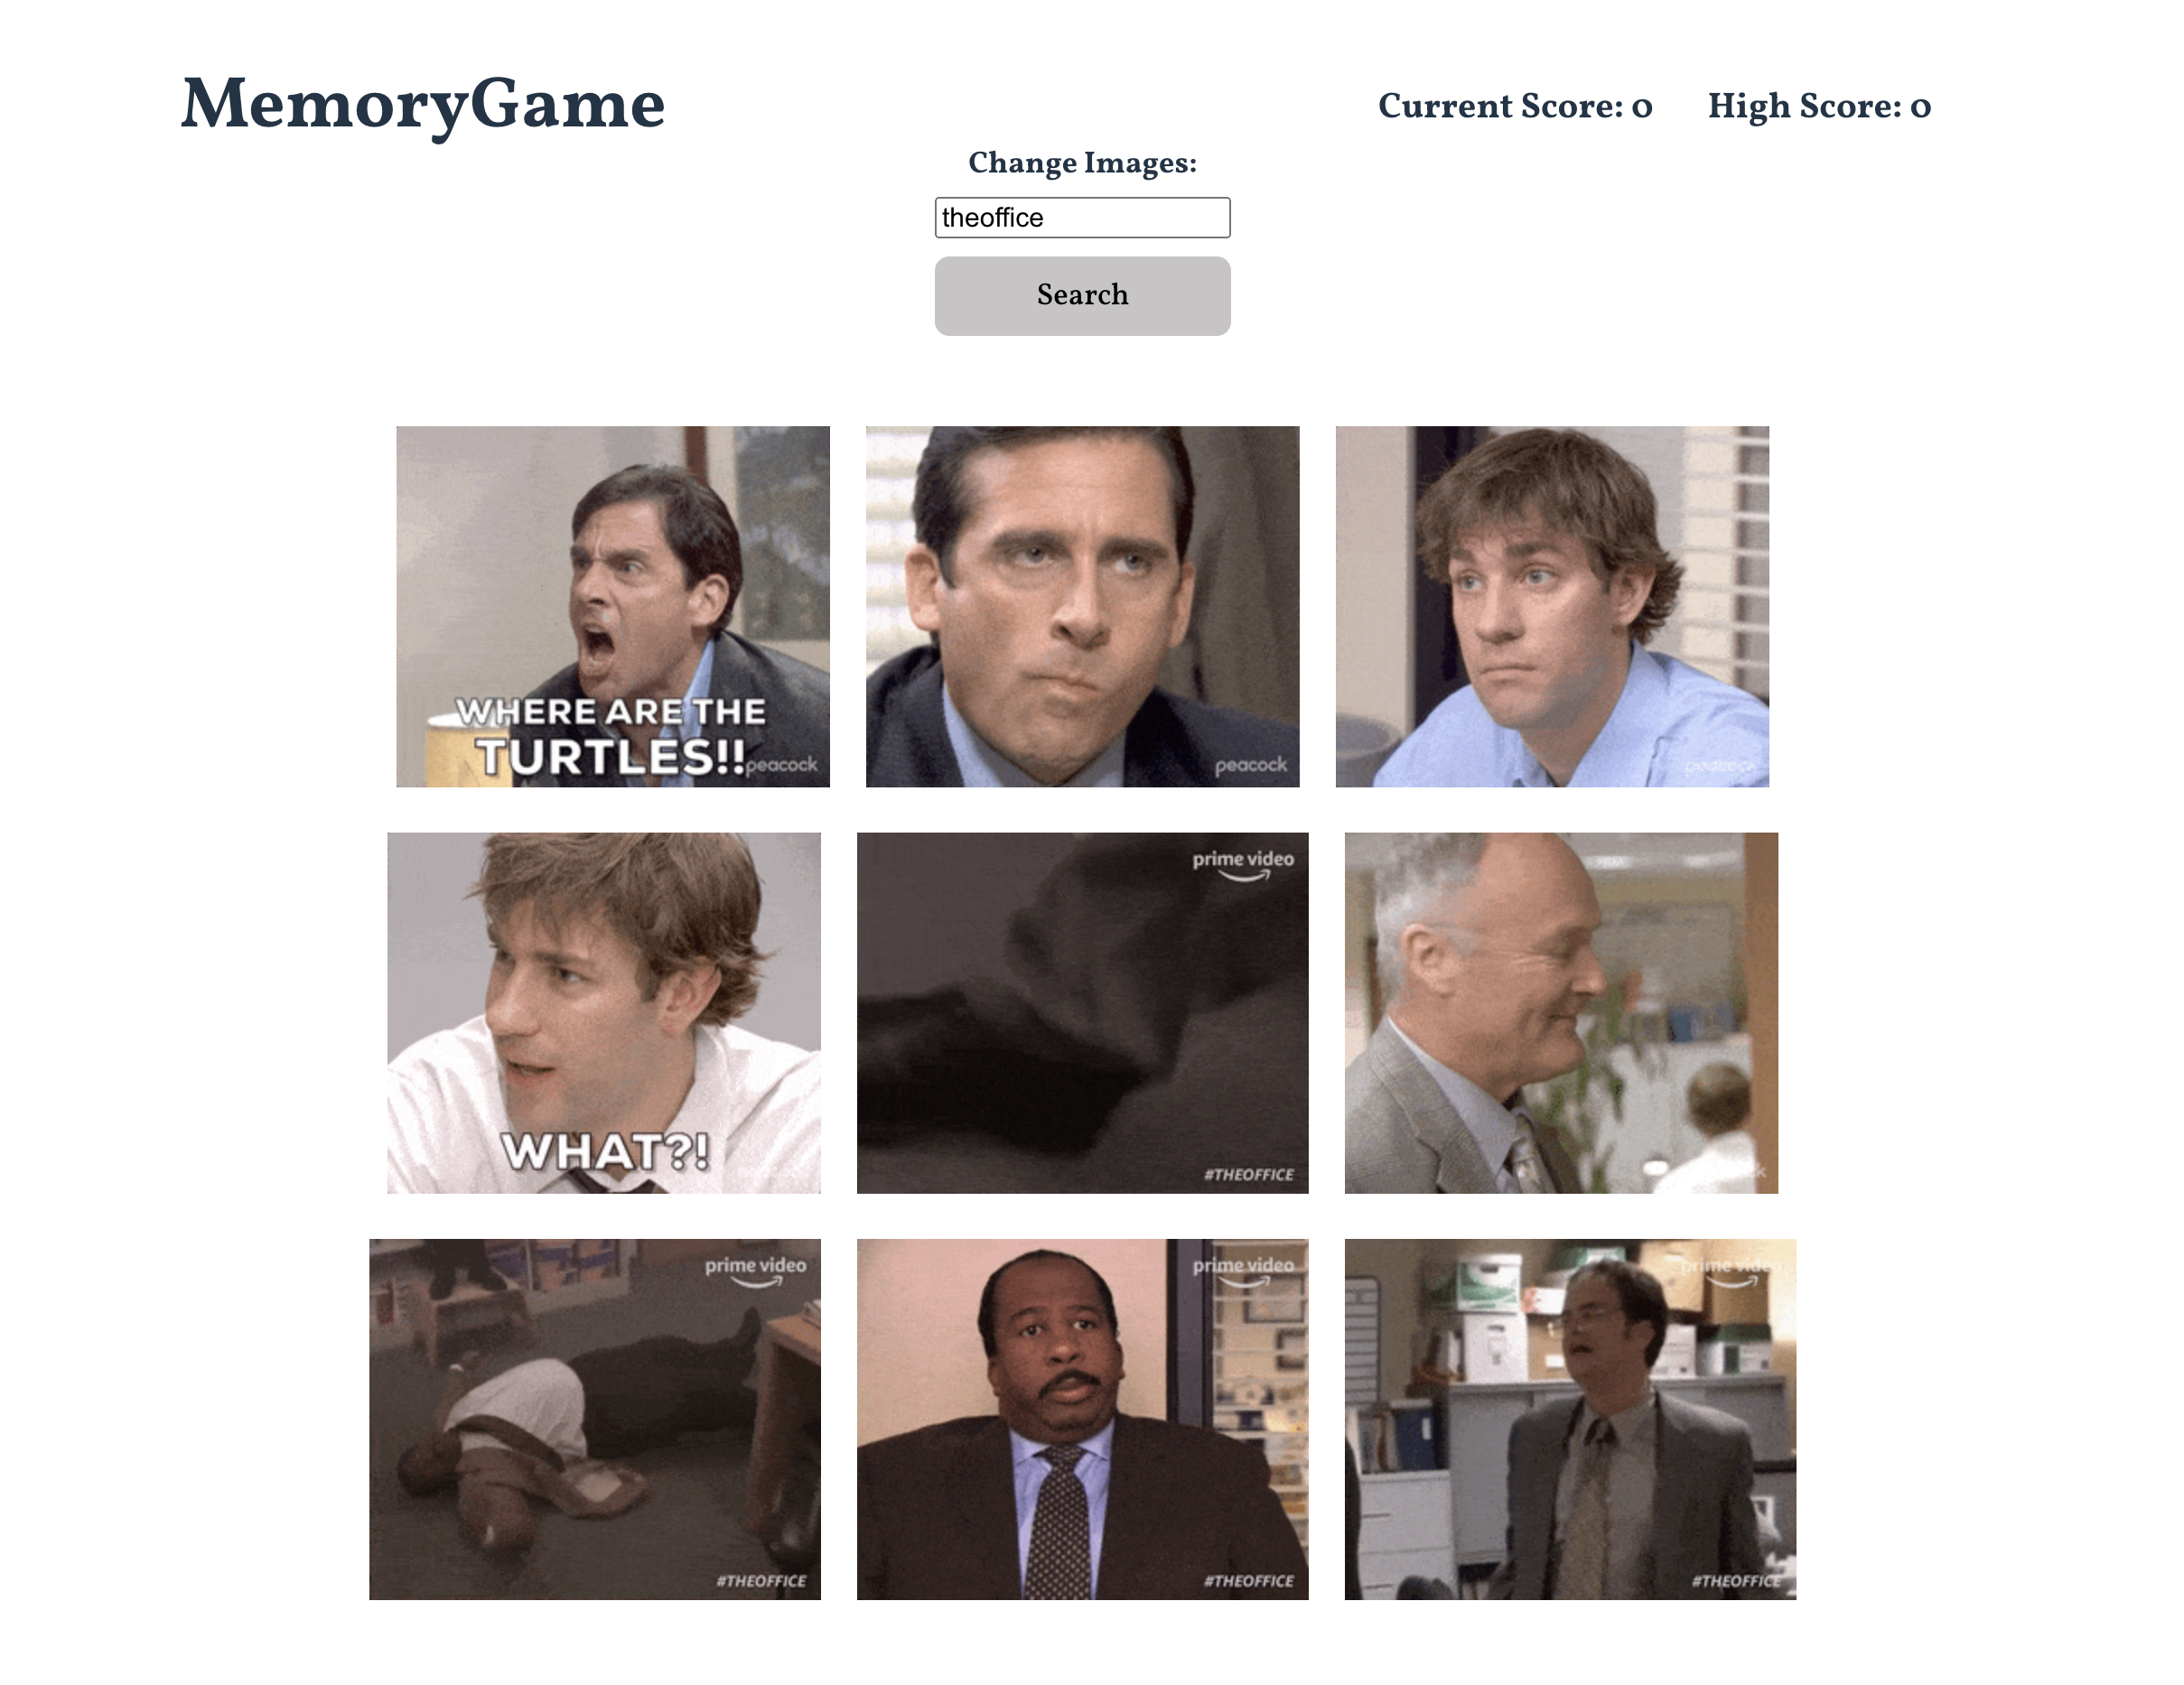 MemoryGame
Current Score: 0
High Score: 0
Change Images:
theoffice
Search
WHERE ARE THE
TURTLES!!
peacock
peacock
peacock
WHAT?!
prime video
#THEOFFICE
prime video
#THEOFFICE
prime video
#THEOFFICE
prime video
#THEOFFICE